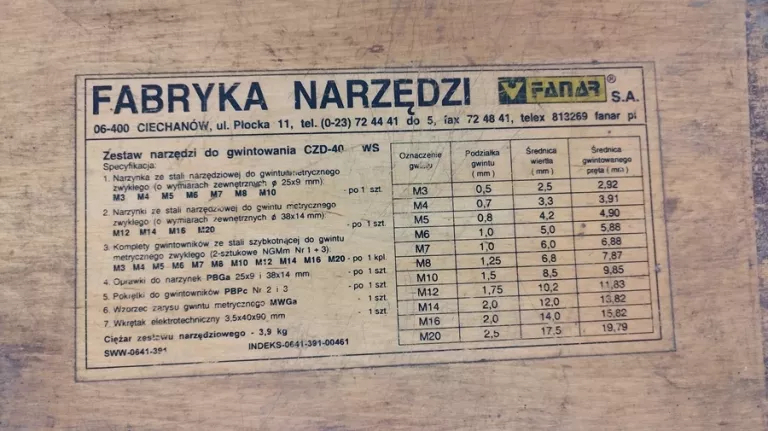 FABRYKA NARZĘDZI FANAR® S.A.
06-400 CIECHANÓW, ul. Płocka 11, tel. (0-23) 72 44 41 do 5, fax 72 48 41, telex 813269 fanar pl
Zestaw narzędzi do gwintowania CZD-40 WS
Specyfikacja:
1. Narzynka ze stali narzędziowej do gwintu metrycznego
zwykłego (o wymiarach zewnętrznych ø 25x9 mm)
M3 M4 M5 M6 M7 M8 M10 - po 1 szt.
2. Narzynki ze stali narzędziowej do gwintu metrycznego
zwykłego (o wymiarach zewnętrznych ø 38x14 mm)
M12 M14 M16 M20 - po 1 szt.
3. Komplety gwintowników ze stali szybkotnącej do gwintu
metrycznego zwykłego (2-sztukowe NGMm Nr 1 + 3)
M3 M4 M5 M6 M7 M8 M10 M12 M14 M16 M20 - po 1 kpl.
4. Oprawki do narzynek PBGa 25x9 i 38x14 mm - po 1 szt.
5. Pokrętki do gwintowników PBPc Nr 2 i 3 - po 1 szt.
6. Wzorzec zarysu gwintu metrycznego MWGa - 1 szt.
7. Wkrętak elektrotechniczny 3,5x40x90 mm - 1 szt.
Ciężar zestawu narzędziowego - 3,9 kg
SWW-0641-391 INDEKS-0641-391-00461
Oznaczenie gwintu Podziałka gwintu (mm) Średnica wiertła (mm) Średnica gwintowanego pręta (mm)
M3 0,5 2,5 2,92
M4 0,7 3,3 3,91
M5 0,8 4,2 4,90
M6 1,0 5,0 5,88
M7 1,0 6,0 6,88
M8 1,25 6,8 7,87
M10 1,5 8,5 9,85
M12 1,75 10,2 11,83
M14 2,0 12,0 13,82
M16 2,0 14,0 15,82
M20 2,5 17,5 19,79